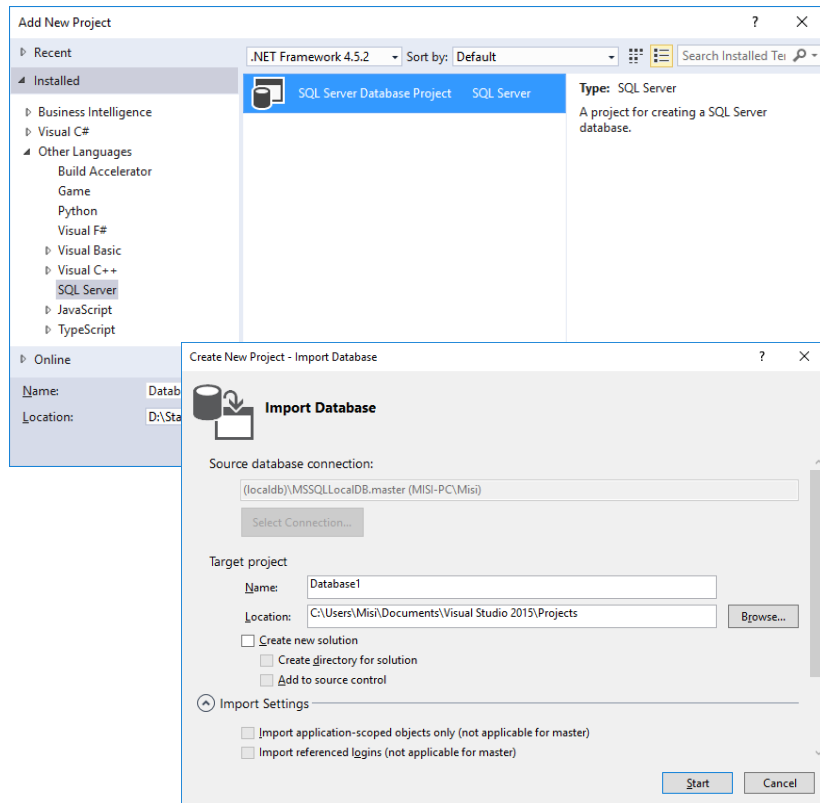 Add New Project
?
Recent
.NET Framework 4.5.2
Sort by:
Default
Search Installed Te
Installed
SQL Server Database Project
SQL Server
Type: SQL Server
A project for creating a SQL Server
database.
Business Intelligence
Visual C#
Other Languages
Build Accelerator
Game
Python
Visual F#
Visual Basic
Visual C++
SQL Server
JavaScript
TypeScript
Online
Name:
Datab
Location:
D:\Sta
Create New Project - Import Database
?
Import Database
Source database connection:
(localdb)\MSSQLLocalDB.master (MISI-PC\Misi)
Select Connection...
Target project
Name:
Database1
Location:
C:\Users\Misi\Documents\Visual Studio 2015\Projects
Browse...
Create new solution
Create directory for solution
Add to source control
Import Settings
Import application-scoped objects only (not applicable for master)
Import referenced logins (not applicable for master)
Start
Cancel